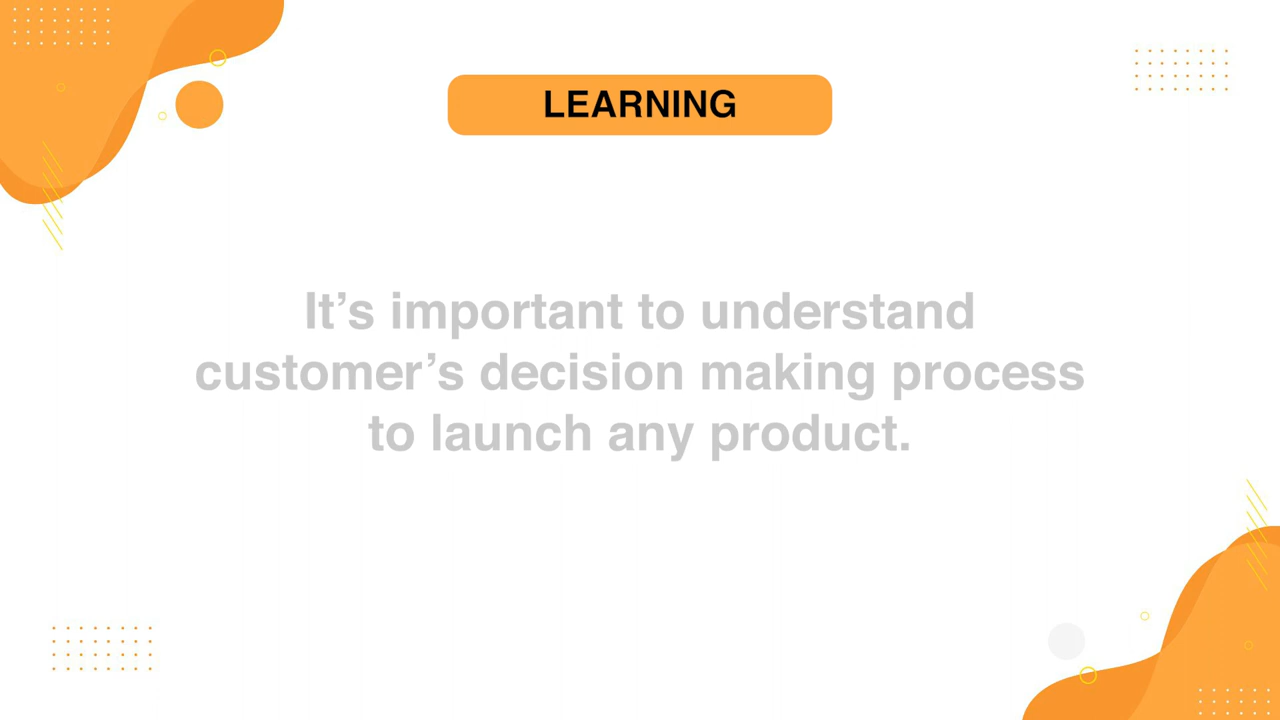 LEARNING
It’s important to understand
customer’s decision making process
to launch any product.